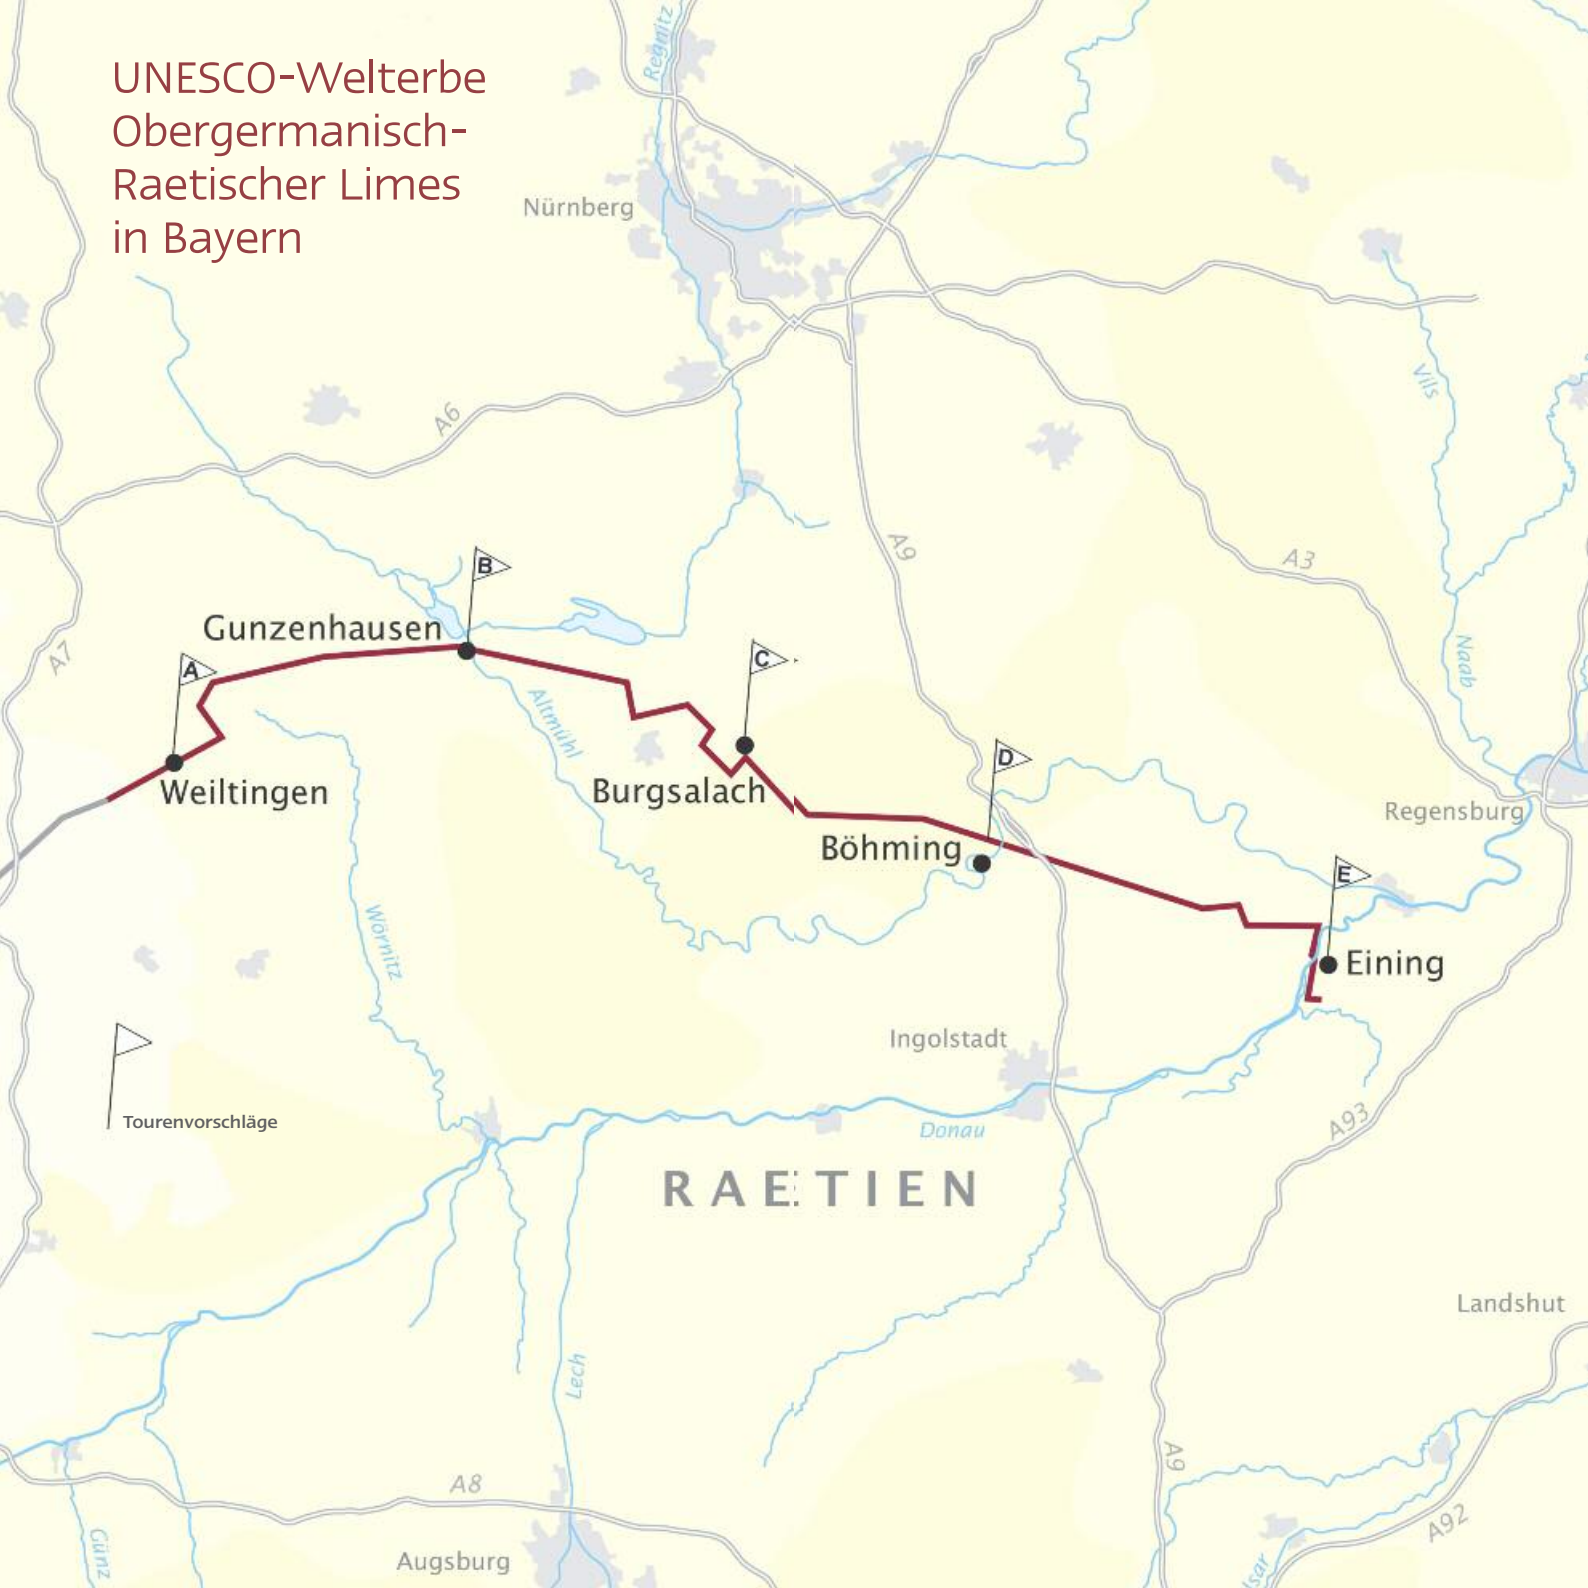 UNESCO-Welterbe
Obergermanisch-
Raetischer Limes
in Bayern
Regnitz
Nürnberg
Vils
A6
A9
A3
B
Gunzenhausen
A7
A
C
Naab
Altmühl
D
Weiltingen
Burgsalach
Regensburg
Böhming
E
Wörnitz
Eining
Ingolstadt
Tourenvorschläge
Donau
A93
RAETIEN
Landshut
Lech
A9
A8
A92
Günz
Augsburg
Isar